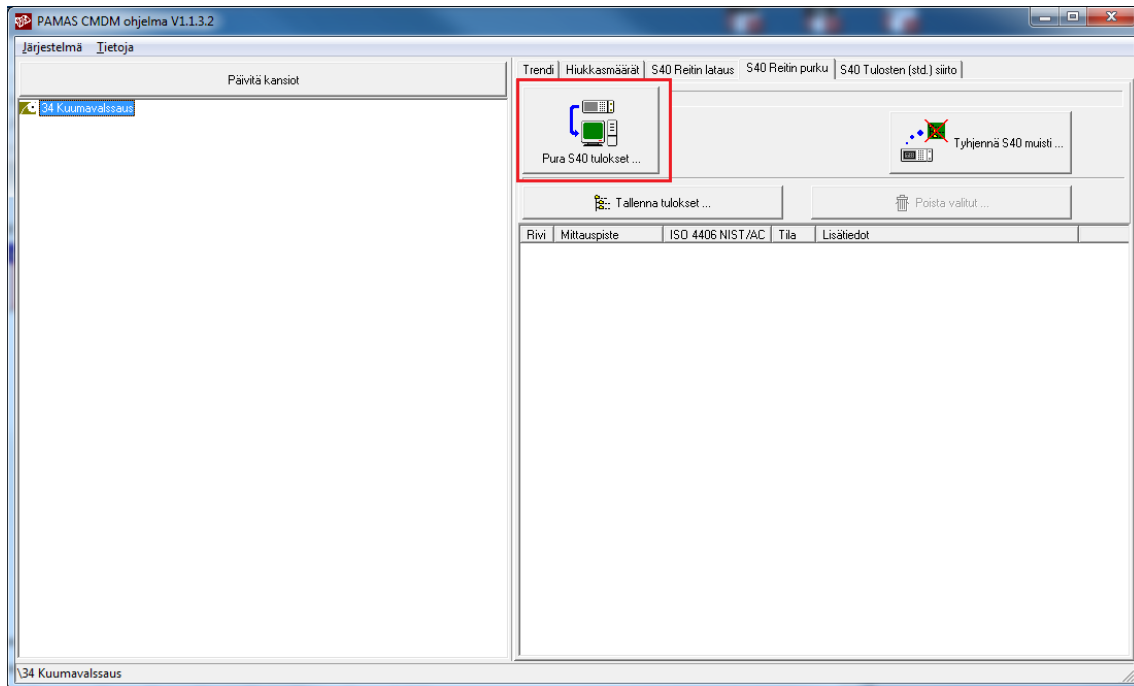 PAMAS CMDM ohjelma V1.1.3.2
Järjestelmä Tietoja
Päivitä kansiot
34 Kuumavalssaus
Trendi Hiukkasmäärät S40 Reitin lataus S40 Reitin purku S40 Tulosten (std.) siirto
Pura S40 tulokset ...
Tyhjennä S40 muisti ...
Tallenna tulokset ...
Poista valitut ...
Rivi Mittauspiste ISO 4406 NIST/AC Tila Lisätiedot
\34 Kuumavalssaus